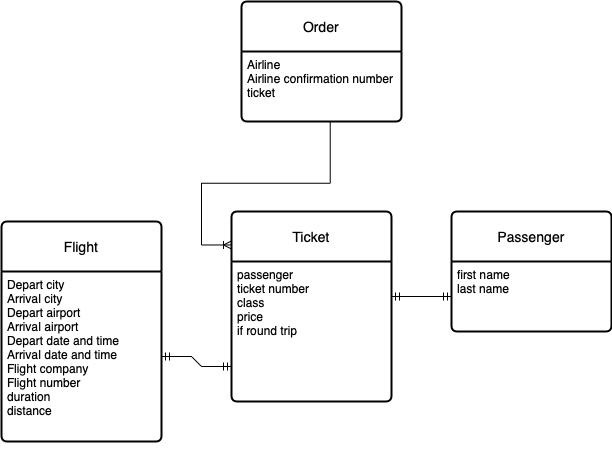 Order
Airline
Airline confirmation number
ticket
Flight
Depart city
Arrival city
Depart airport
Arrival airport
Depart date and time
Arrival date and time
Flight company
Flight number
duration
distance
Ticket
passenger
ticket number
class
price
if round trip
Passenger
first name
last name